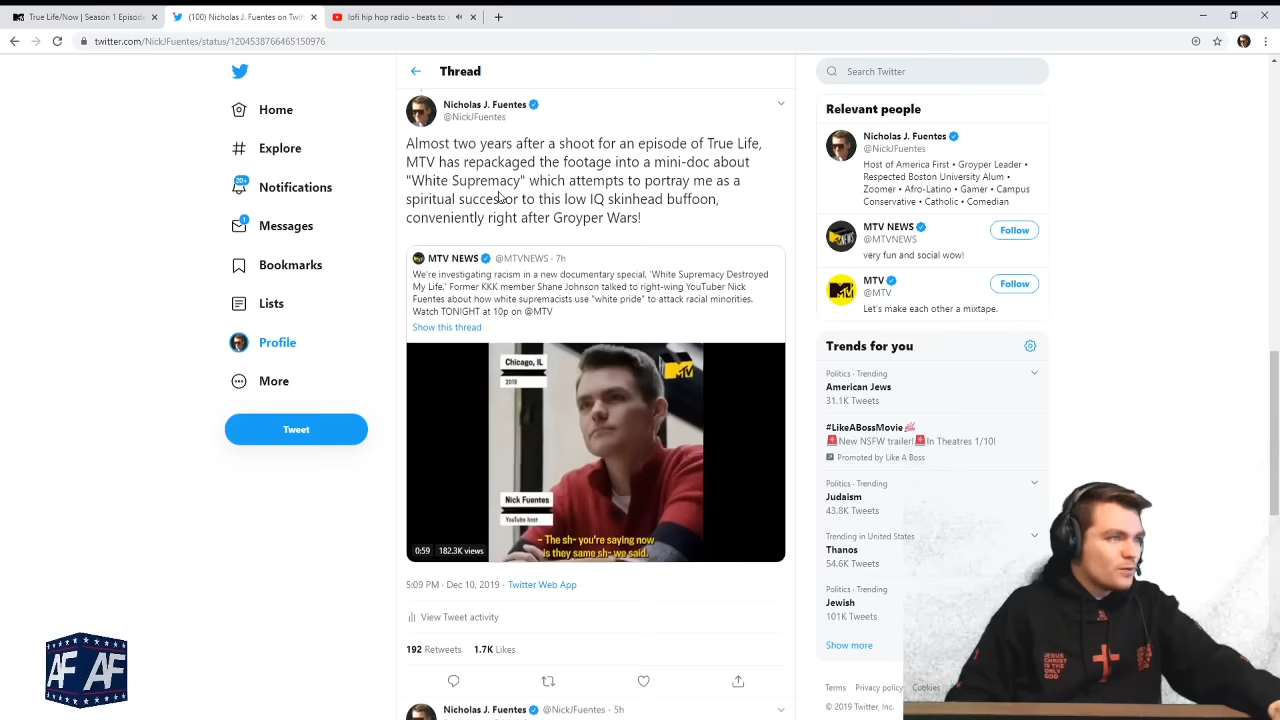 True Life/Now | Season 1 Episode
(100) Nicholas J. Fuentes on Twitt
lofi hip hop radio - beats to
twitter.com/NickJFuentes/status/1204538766465150976
Home
Explore
20+
Notifications
1
Messages
Bookmarks
Lists
Profile
More
Tweet
Thread
Nicholas J. Fuentes
@NickJFuentes
Almost two years after a shoot for an episode of True Life,
MTV has repackaged the footage into a mini-doc about
"White Supremacy" which attempts to portray me as a
spiritual successor to this low IQ skinhead buffoon,
conveniently right after Groyper Wars!
MTV NEWS @MTVNEWS · 7h
We're investigating racism in a new documentary special, 'White Supremacy Destroyed
My Life.' Former KKK member Shane Johnson talked to right-wing YouTuber Nick
Fuentes about how white supremacists use "white pride" to attack racial minorities.
Watch TONIGHT at 10p on @MTV
Show this thread
Chicago, IL
2019
MTV
Nick Fuentes
YouTube host
- The sh- you're saying now
is they same sh- we said.
0:59 182.3K views
5:09 PM · Dec 10, 2019 · Twitter Web App
View Tweet activity
192 Retweets 1.7K Likes
Nicholas J. Fuentes @NickJFuentes · 5h
Search Twitter
Relevant people
Nicholas J. Fuentes
@NickJFuentes
Host of America First • Groyper Leader •
Respected Boston University Alum •
Zoomer • Afro-Latino • Gamer • Campus
Conservative • Catholic • Comedian
MTV NEWS
@MTVNEWS
Follow
very fun and social wow!
MTV
@MTV
Follow
Let's make each other a mixtape.
Trends for you
Politics · Trending
American Jews
31.1K Tweets
#LikeABossMovie
New NSFW trailer! In Theatres 1/10!
Promoted by Like A Boss
Politics · Trending
Judaism
43.8K Tweets
Trending in United States
Thanos
54.6K Tweets
Politics · Trending
Jewish
101K Tweets
Show more
Terms Privacy policy Cookies
© 2019 Twitter, Inc.
AF AF
JESUS
CHRIST
IS THE
ONLY
GOD